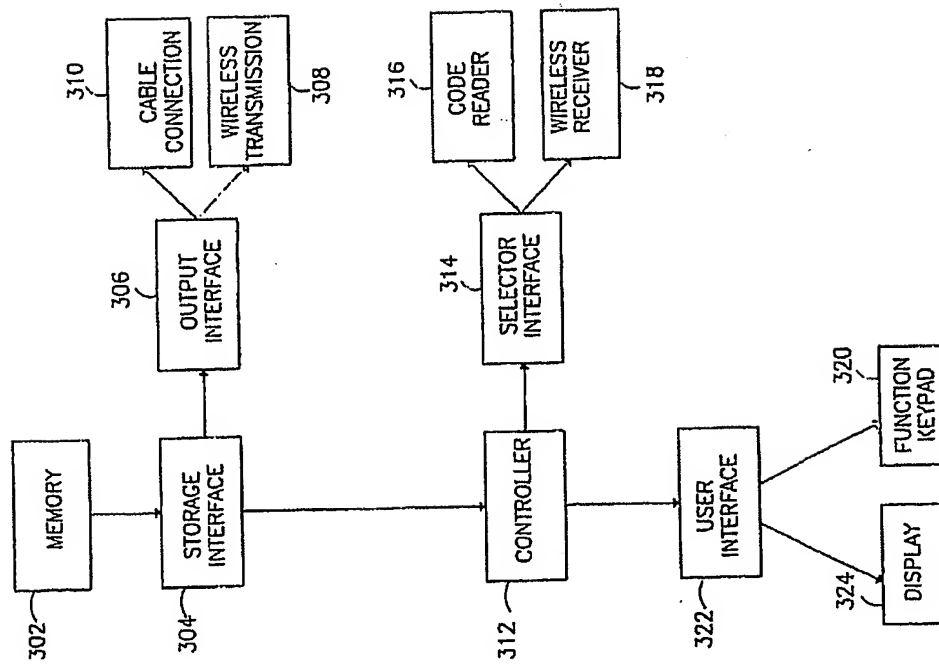 MEMORY
302
STORAGE
INTERFACE
304
OUTPUT
INTERFACE
306
CABLE
CONNECTION
310
WIRELESS
TRANSMISSION
308
CONTROLLER
312
SELECTOR
INTERFACE
314
CODE
READER
316
WIRELESS
RECEIVER
318
USER
INTERFACE
322
DISPLAY
324
FUNCTION
KEYPAD
320